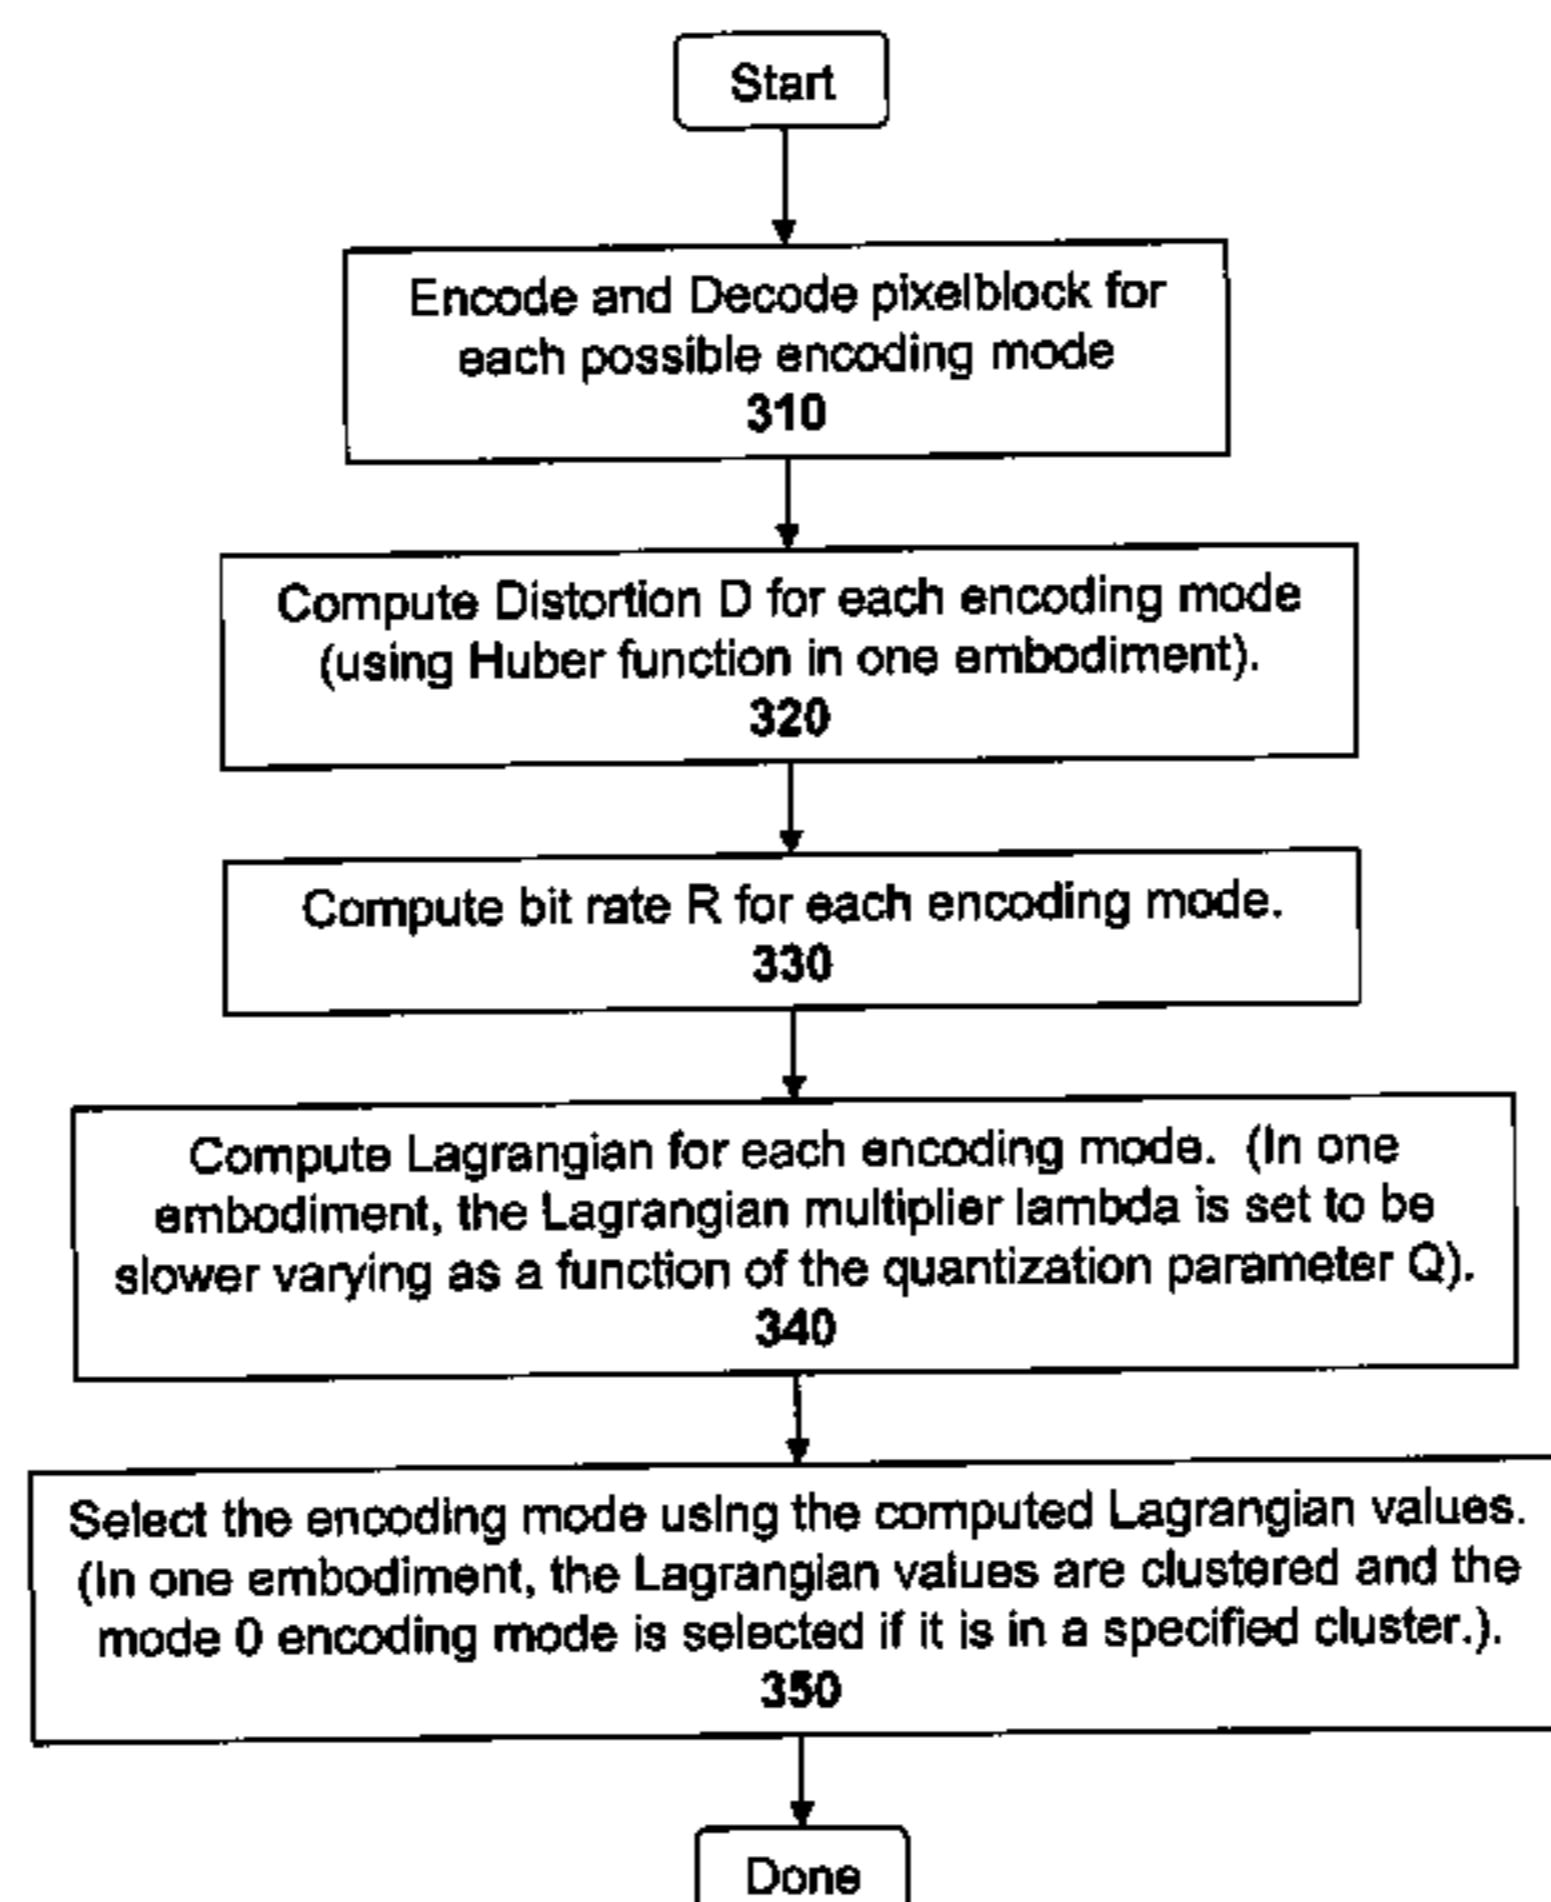 Start
Encode and Decode pixelblock for
each possible encoding mode
310
Compute Distortion D for each encoding mode
(using Huber function in one embodiment).
320
Compute bit rate R for each encoding mode.
330
Compute Lagrangian for each encoding mode. (In one
embodiment, the Lagrangian multiplier lambda is set to be
slower varying as a function of the quantization parameter Q).
340
Select the encoding mode using the computed Lagrangian values.
(In one embodiment, the Lagrangian values are clustered and the
mode 0 encoding mode is selected if it is in a specified cluster.).
350
Done